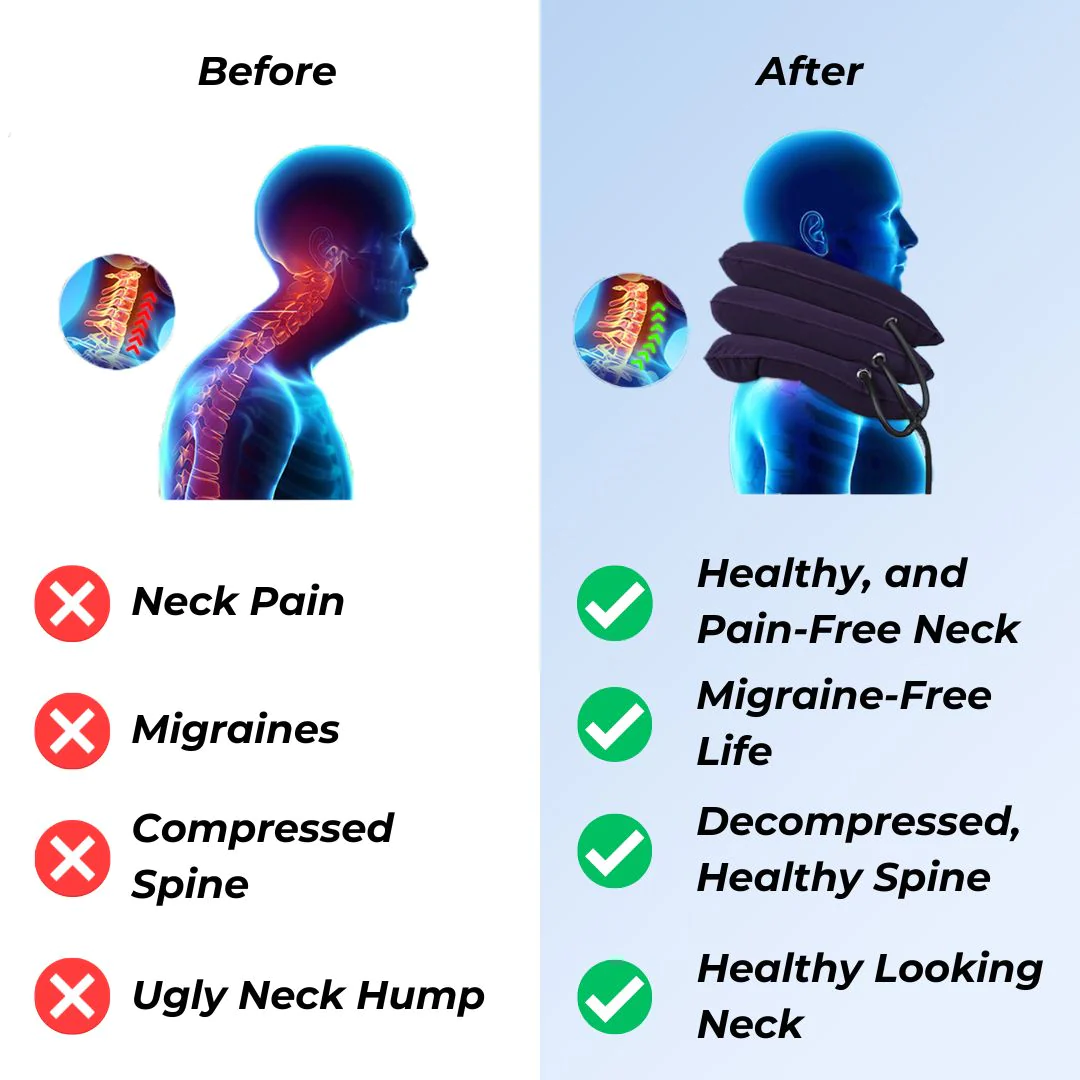 Before
Neck Pain
Migraines
Compressed
Spine
Ugly Neck Hump
After
Healthy, and
Pain-Free Neck
Migraine-Free
Life
Decompressed,
Healthy Spine
Healthy Looking
Neck